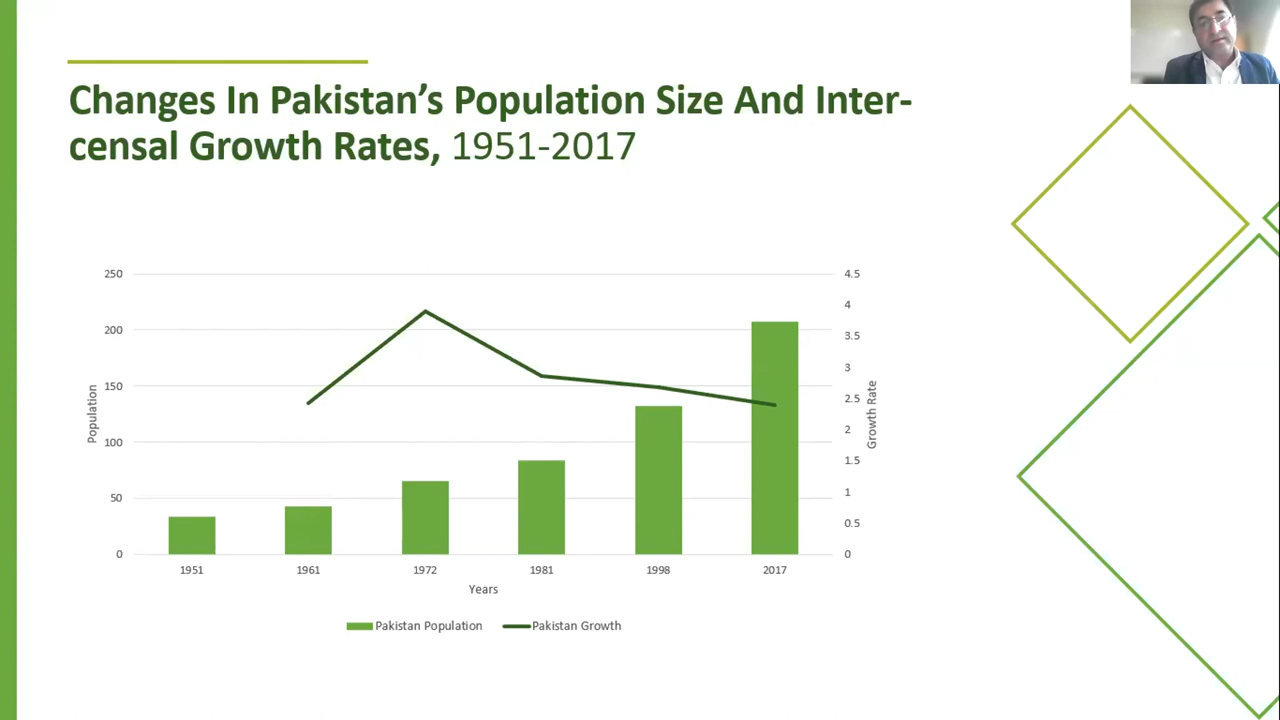 Changes In Pakistan’s Population Size And Inter-
censal Growth Rates, 1951-2017
250
200
150
100
50
0
Population
4.5
4
3.5
3
2.5
2
1.5
1
0.5
0
Growth Rate
1951 1961 1972 1981 1998 2017
Years
Pakistan Population Pakistan Growth